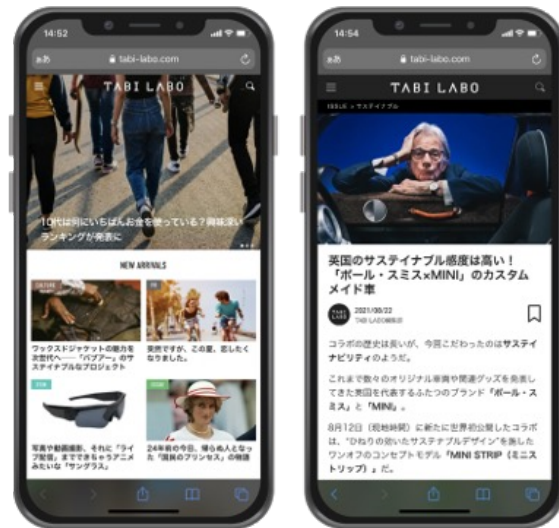 14:52
ぁあ tabi-labo.com
TABI LABO
10代は何にいちばんお金を使っている？興味深い
ランキングが発表に
NEW ARRIVALS
CULTURE
ワックスドジャケットの魅力を
次世代へ──「バブアー」のサ
ステイナブルなプロジェクト
突然ですが、この夏、恋したく
なりました。
写真や動画撮影、それに「ライ
ブ配信」までできちゃうアニメ
みたいな「サングラス」
24年前の今日、帰らぬ人となっ
た「国民のプリンセス」の物語
14:54
ぁあ tabi-labo.com
TABI LABO
ISSUE > サステイナブル
英国のサステイナブル感度は高い！
「ポール・スミス×MINI」のカスタム
メイド車
TABI
LABO
2021/08/22
TABI LABO編集部
コラボの歴史は長いが、今回こだわったのはサステイ
ナビリティのようだ。
これまで数々のオリジナル車両や関連グッズを発表し
てきた英国を代表するふたつのブランド「ポール・ス
ミス」と「MINI」。
8月12日（現地時間）に新たに世界初公開したコラボ
は、“ひねりの効いたサステナブルデザイン”を施した
ワンオフのコンセプトモデル「MINI STRIP（ミニス
トリップ）」だ。